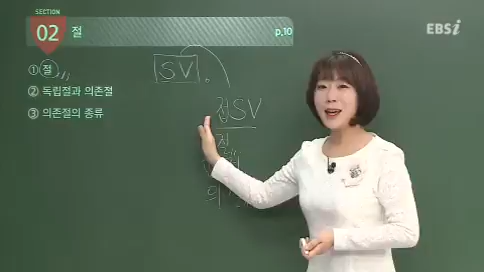 SECTION
02 절
p.10
EBSi
① 절
② 독립절과 의존절
③ 의존절의 종류
SV
접SV